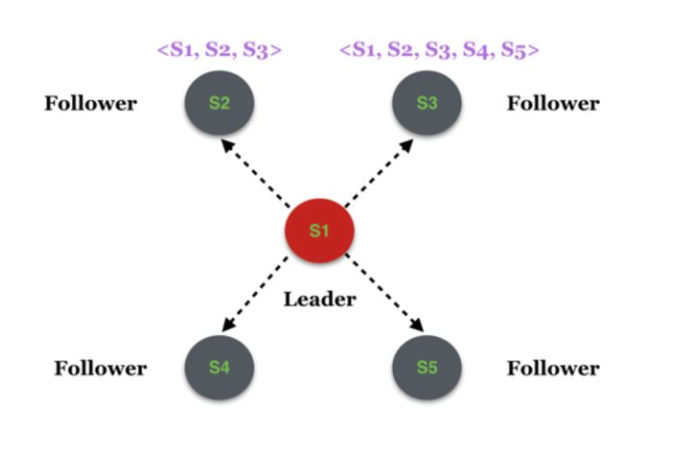 <S1, S2, S3> <S1, S2, S3, S4, S5>
Follower S2 S3 Follower
S1
Leader
Follower S4 S5 Follower